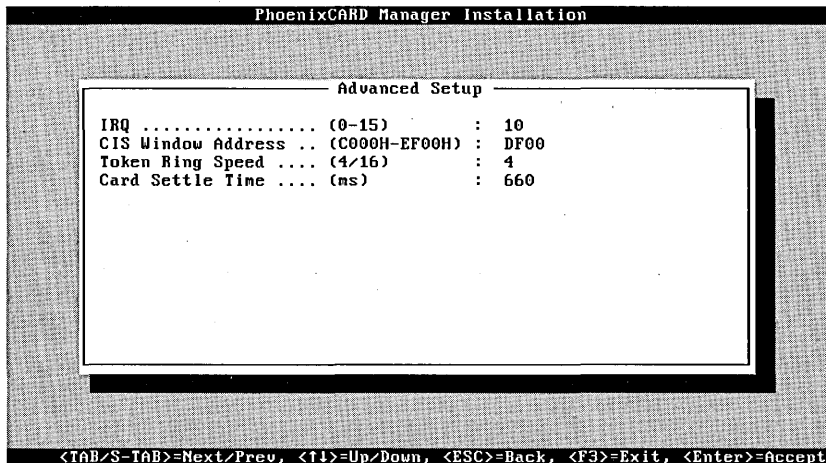 PhoenixCARD Manager Installation
Advanced Setup
IRQ ................. (0-15) : 10
CIS Window Address .. (C000H-EF00H) : DF00
Token Ring Speed .... (4/16) : 4
Card Settle Time .... (ms) : 660
<TAB/S-TAB>=Next/Prev, <↑↓>=Up/Down, <ESC>=Back, <F3>=Exit, <Enter>=Accept